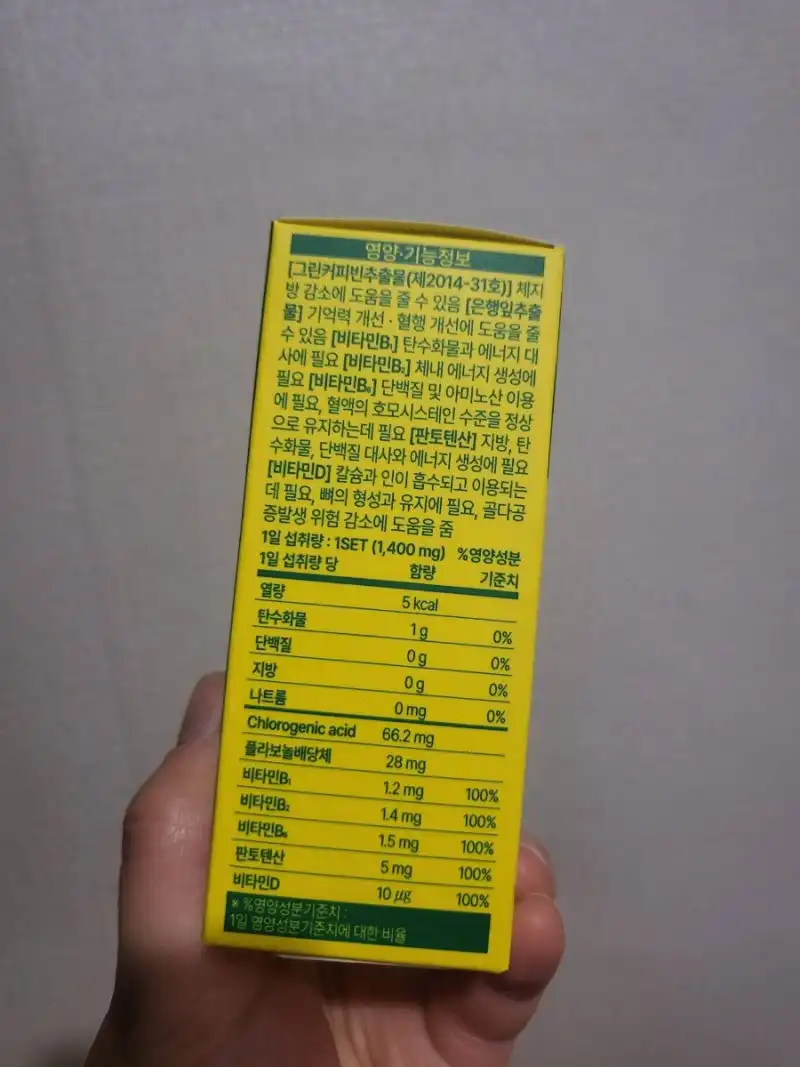 영양·기능정보
[그린커피빈추출물(제2014-31호)] 체지
방 감소에 도움을 줄 수 있음 [은행잎추출
물] 기억력 개선 · 혈행 개선에 도움을 줄
수 있음 [비타민B₁] 탄수화물과 에너지 대
사에 필요 [비타민B₂] 체내 에너지 생성에
필요 [비타민B₆] 단백질 및 아미노산 이용
에 필요, 혈액의 호모시스테인 수준을 정상
으로 유지하는데 필요 [판토텐산] 지방, 탄
수화물, 단백질 대사와 에너지 생성에 필요
[비타민D] 칼슘과 인이 흡수되고 이용되는
데 필요, 뼈의 형성과 유지에 필요, 골다공
증발생 위험 감소에 도움을 줌
1일 섭취량 : 1SET (1,400 mg) %영양성분
1일 섭취량 당 함량 기준치
열량 5 kcal
탄수화물 1 g 0%
단백질 0 g 0%
지방 0 g 0%
나트륨 0 mg 0%
Chlorogenic acid 66.2 mg
플라보놀배당체 28 mg
비타민B₁ 1.2 mg 100%
비타민B₂ 1.4 mg 100%
비타민B₆ 1.5 mg 100%
판토텐산 5 mg 100%
비타민D 10 μg 100%
※ %영양성분기준치 :
1일 영양성분기준치에 대한 비율